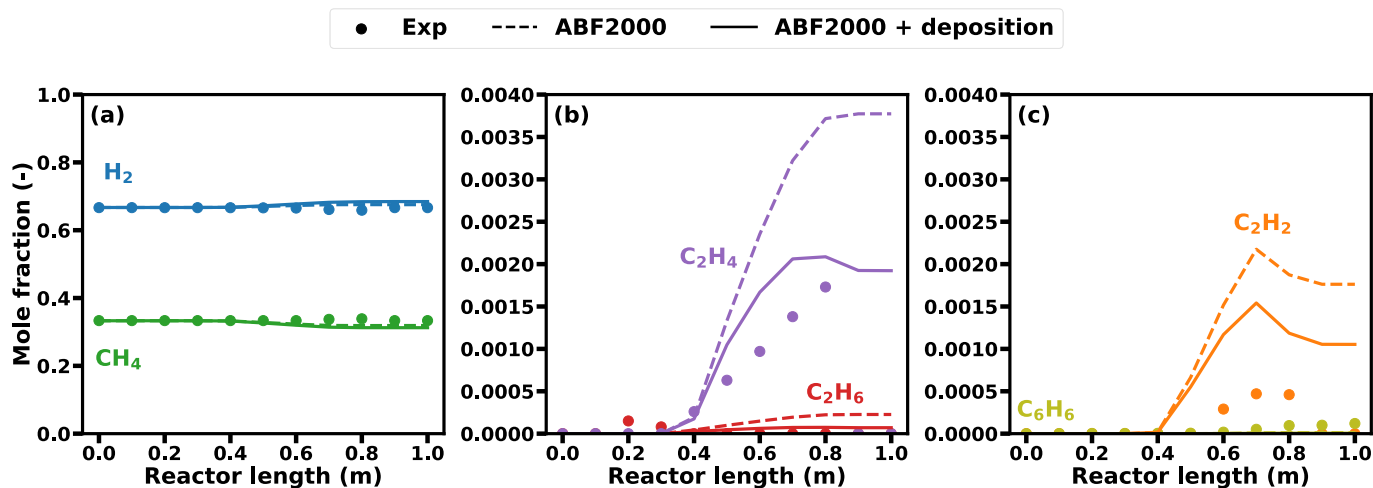 Exp ABF2000 ABF2000 + deposition
(a) (b) (c)
Mole fraction (-)
1.0
0.8
0.6
0.4
0.2
0.0
H2
CH4
0.0 0.2 0.4 0.6 0.8 1.0
Reactor length (m)
0.0040
0.0035
0.0030
0.0025
0.0020
0.0015
0.0010
0.0005
0.0000
C2H4
C2H6
0.0 0.2 0.4 0.6 0.8 1.0
Reactor length (m)
0.0040
0.0035
0.0030
0.0025
0.0020
0.0015
0.0010
0.0005
0.0000
C2H2
C6H6
0.0 0.2 0.4 0.6 0.8 1.0
Reactor length (m)